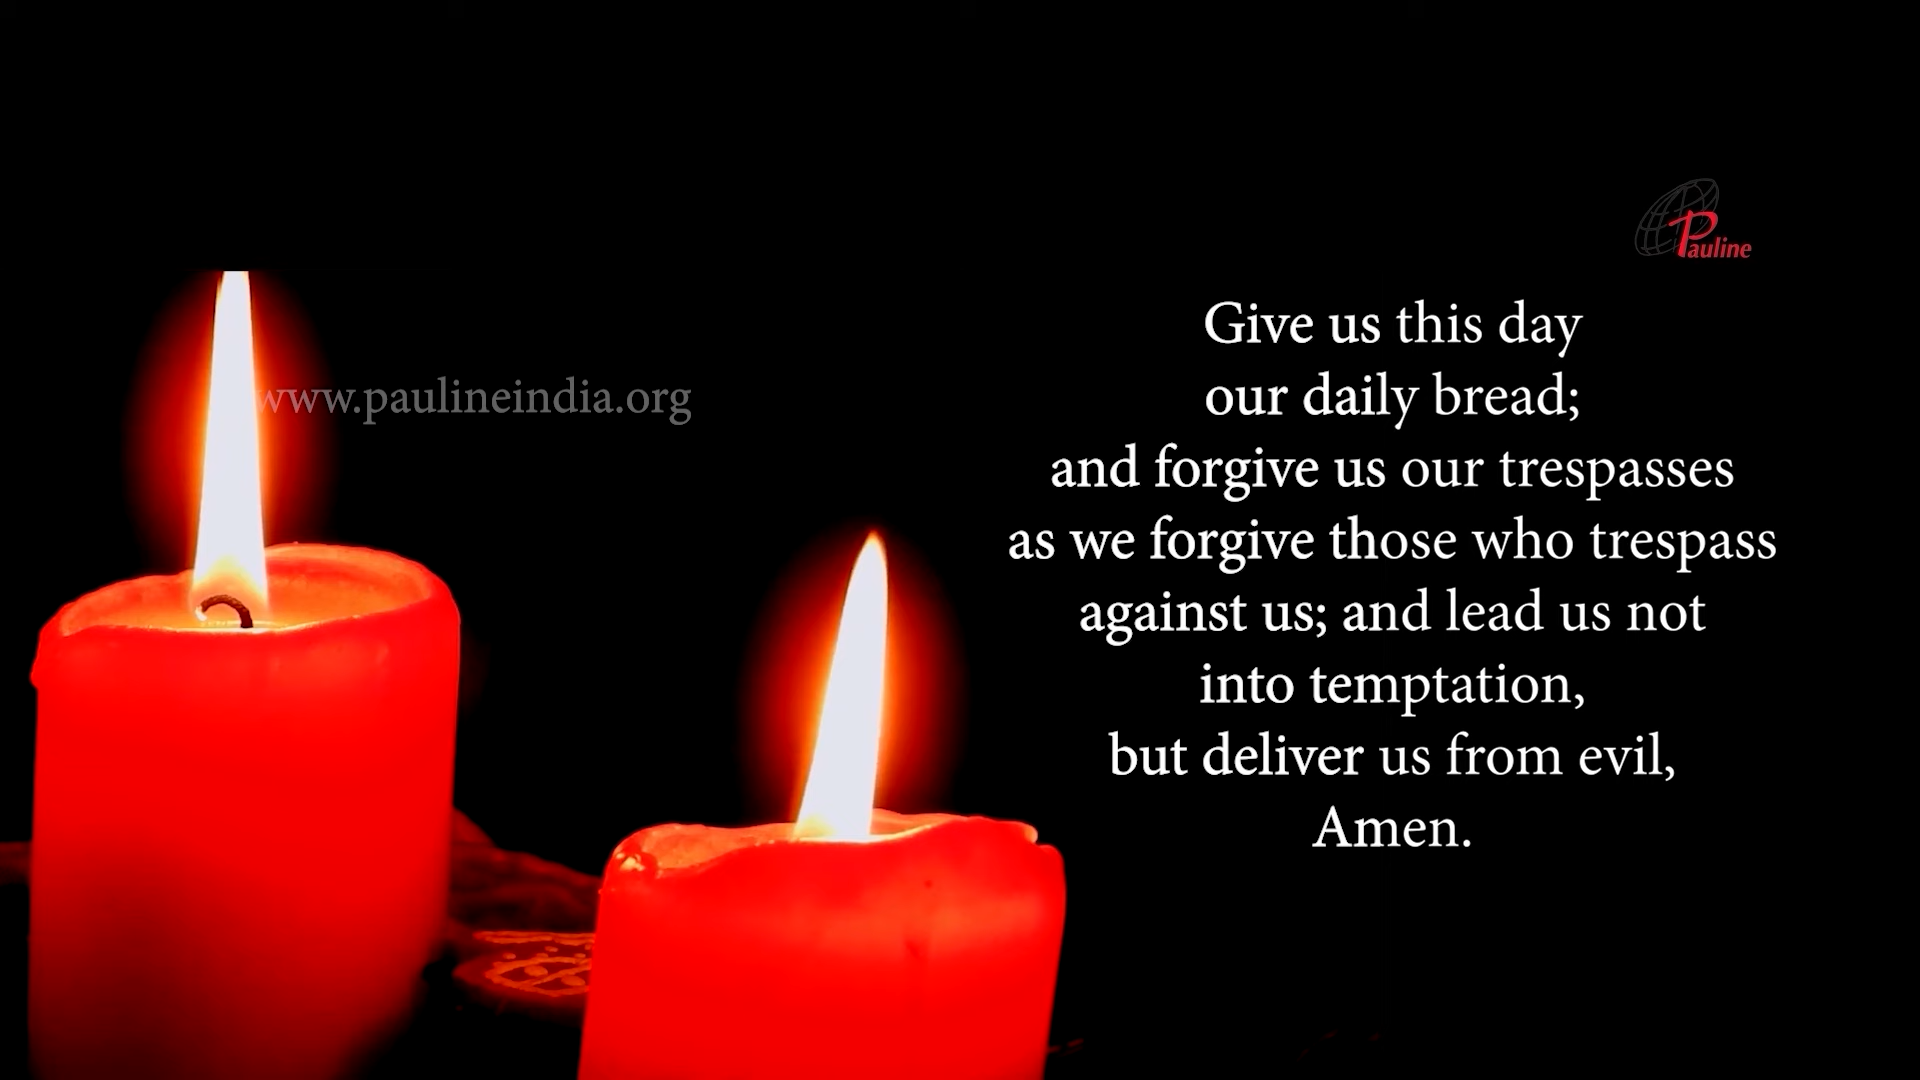 Pauline
www.paulineindia.org
Give us this day
our daily bread;
and forgive us our trespasses
as we forgive those who trespass
against us; and lead us not
into temptation,
but deliver us from evil,
Amen.